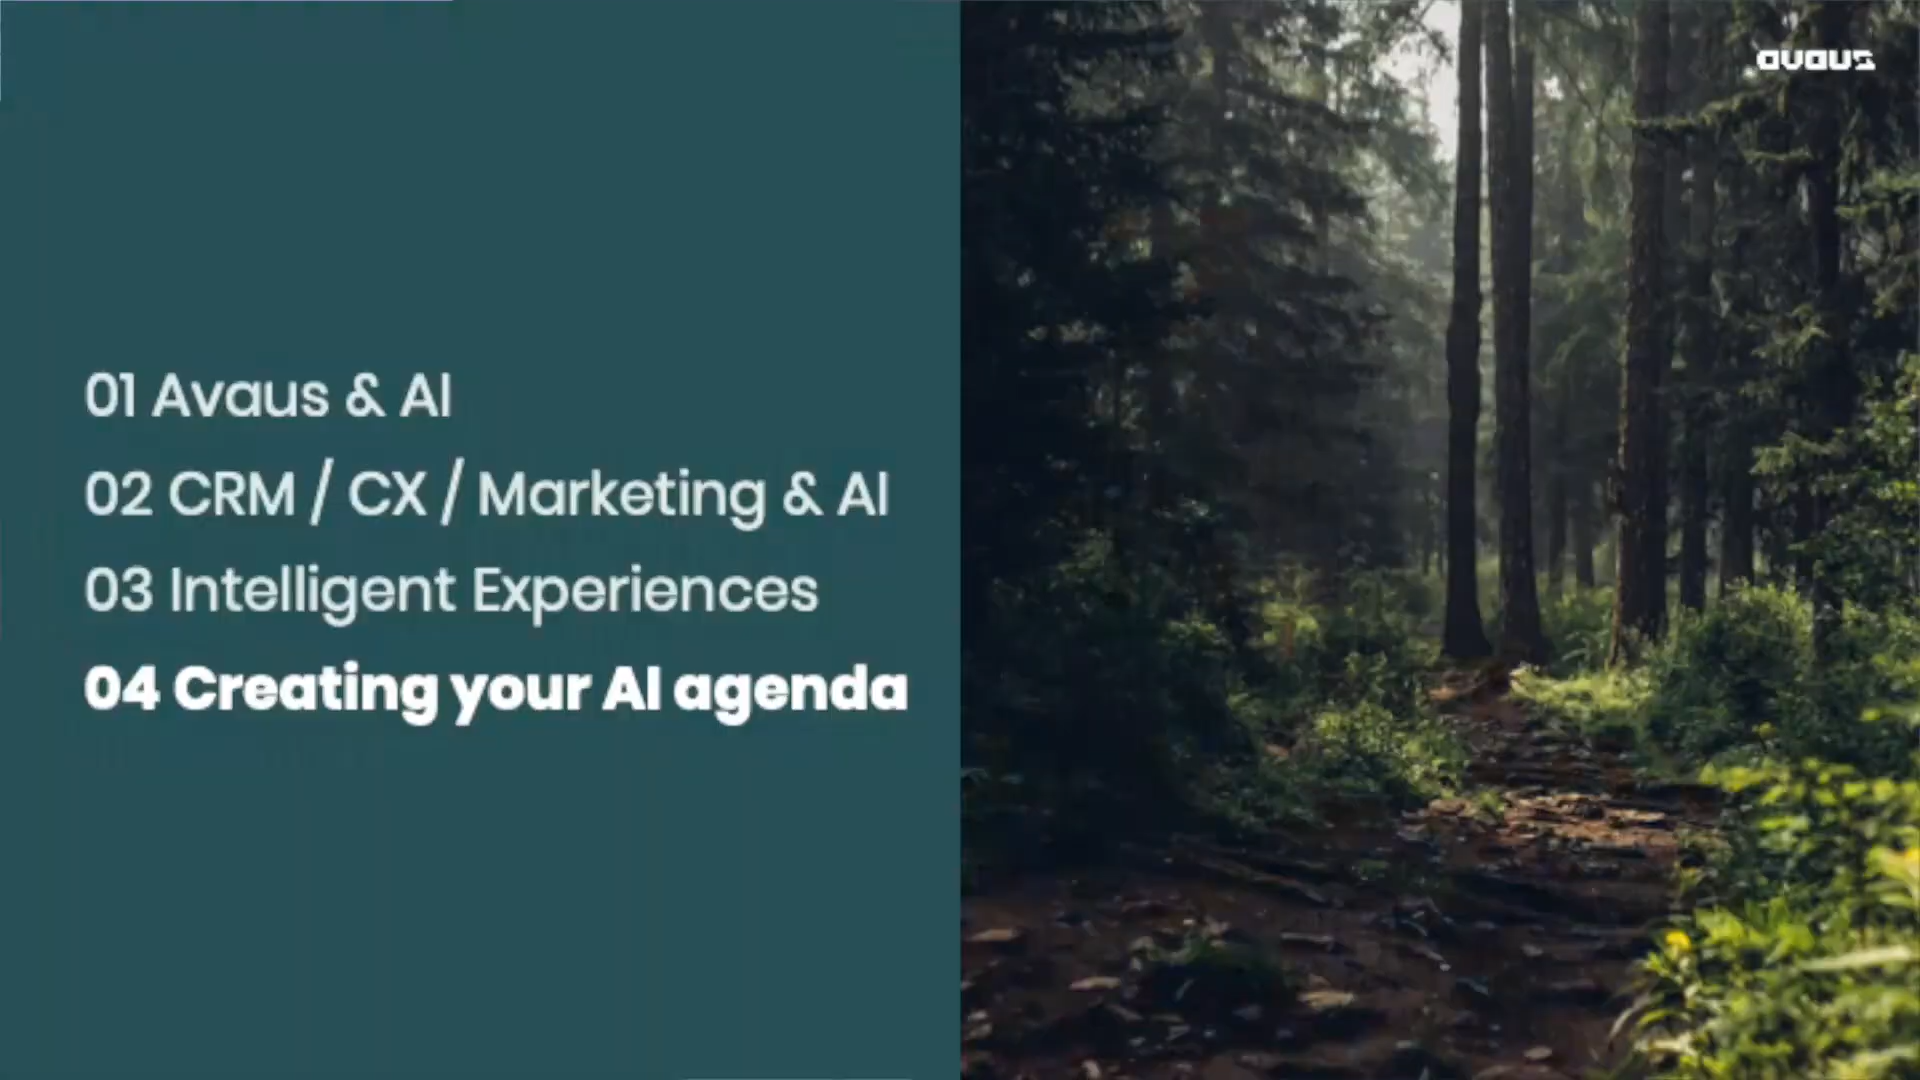 avaus
01 Avaus & AI
02 CRM / CX / Marketing & AI
03 Intelligent Experiences
04 Creating your AI agenda